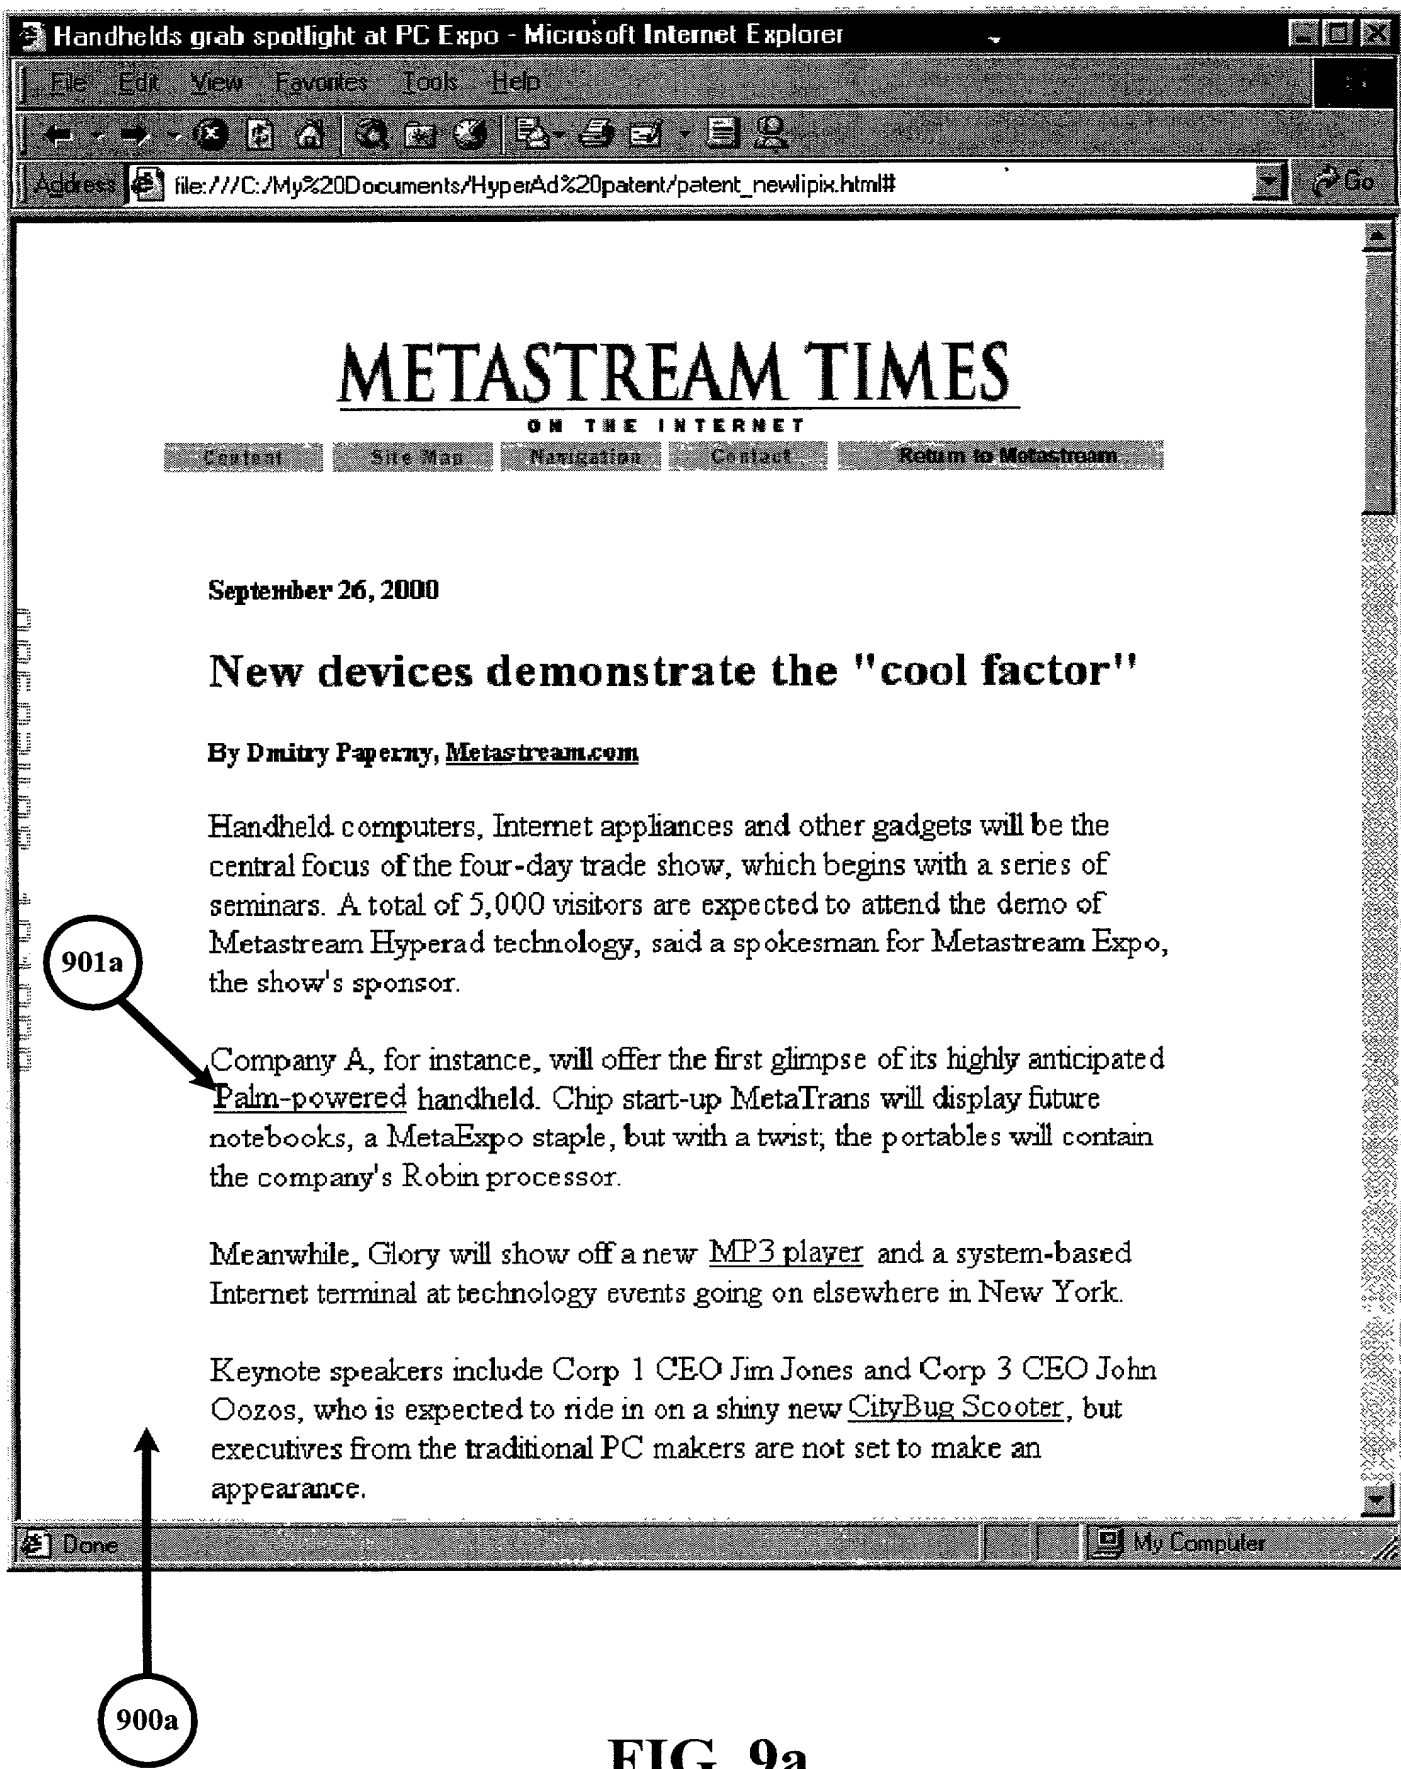 Handhelds grab spotlight at PC Expo - Microsoft Internet Explorer
File Edit View Favorites Tools Help
Address file:///C:/My%20Documents/HyperAd%20patent/patent_newlipix.html# Go
METASTREAM TIMES
ON THE INTERNET
Content Site Map Navigation Contact Return to Metastream
September 26, 2000
New devices demonstrate the "cool factor"
By Dmitry Paperny, Metastream.com
Handheld computers, Internet appliances and other gadgets will be the
central focus of the four-day trade show, which begins with a series of
seminars. A total of 5,000 visitors are expected to attend the demo of
Metastream Hyperad technology, said a spokesman for Metastream Expo,
the show's sponsor.
901a
Company A, for instance, will offer the first glimpse of its highly anticipated
Palm-powered handheld. Chip start-up MetaTrans will display future
notebooks, a MetaExpo staple, but with a twist; the portables will contain
the company's Robin processor.
Meanwhile, Glory will show off a new MP3 player and a system-based
Internet terminal at technology events going on elsewhere in New York.
Keynote speakers include Corp 1 CEO Jim Jones and Corp 3 CEO John
Oozos, who is expected to ride in on a shiny new CityBug Scooter, but
executives from the traditional PC makers are not set to make an
appearance.
Done My Computer
900a
FIG. 9a